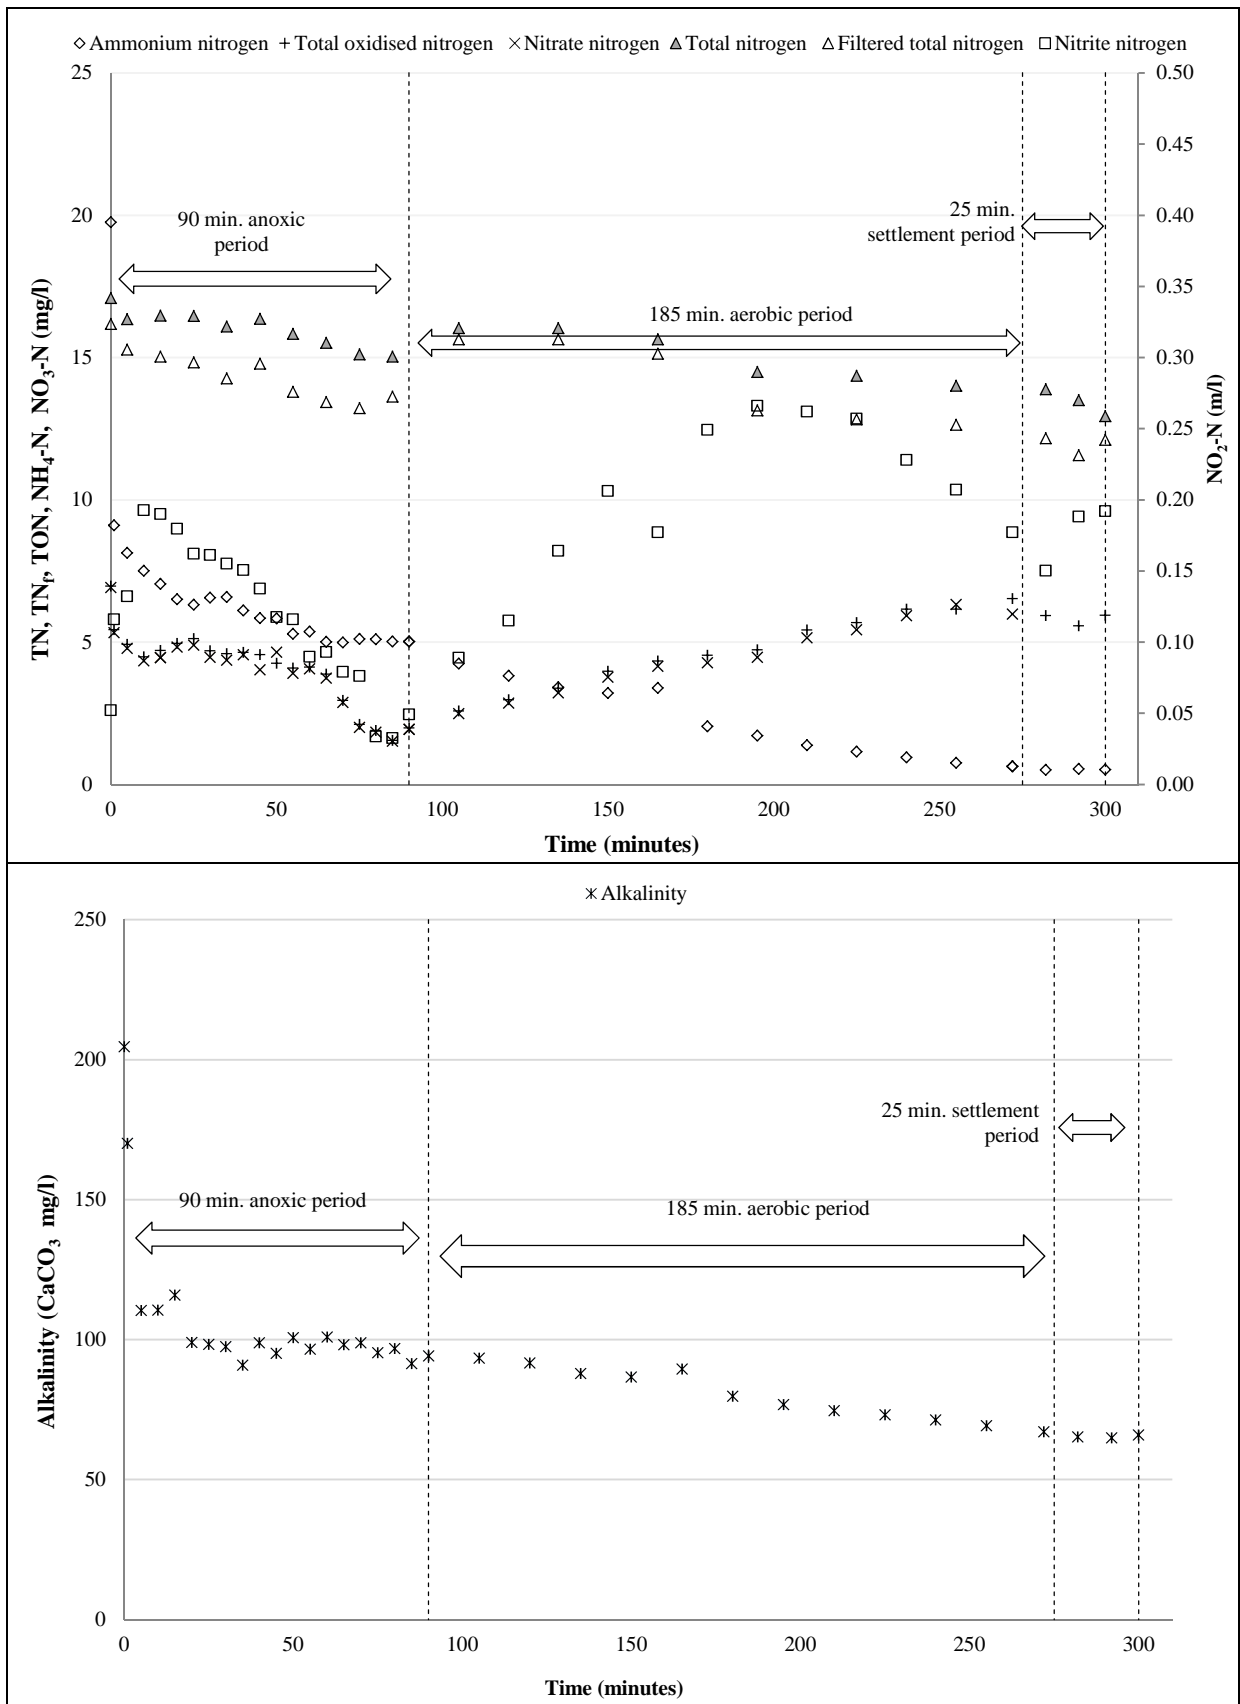 Ammonium nitrogen Total oxidised nitrogen Nitrate nitrogen Total nitrogen Filtered total nitrogen Nitrite nitrogen
25
20
15
10
5
0
TN, TNf, TON, NH4-N, NO3-N (mg/l)
90 min. anoxic
period
185 min. aerobic period
25 min.
settlement period
0.50
0.45
0.40
0.35
0.30
0.25
0.20
0.15
0.10
0.05
0.00
NO2-N (m/l)
0 50 100 150 200 250 300
Time (minutes)
Alkalinity
250
200
150
100
50
0
Alkalinity (CaCO3 mg/l)
90 min. anoxic period
185 min. aerobic period
25 min. settlement
period
0 50 100 150 200 250 300
Time (minutes)